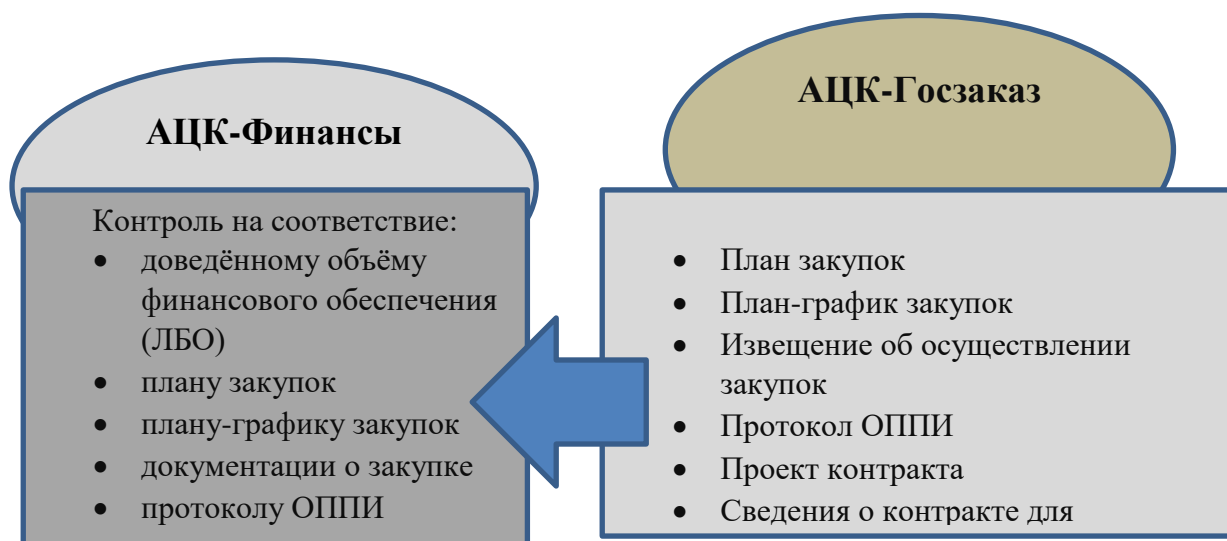 АЦК-Финансы
Контроль на соответствие:
• доведённому объёму
финансового обеспечения
(ЛБО)
• плану закупок
• плану-графику закупок
• документации о закупке
• протоколу ОППИ
АЦК-Госзаказ
• План закупок
• План-график закупок
• Извещение об осуществлении
закупок
• Протокол ОППИ
• Проект контракта
• Сведения о контракте для